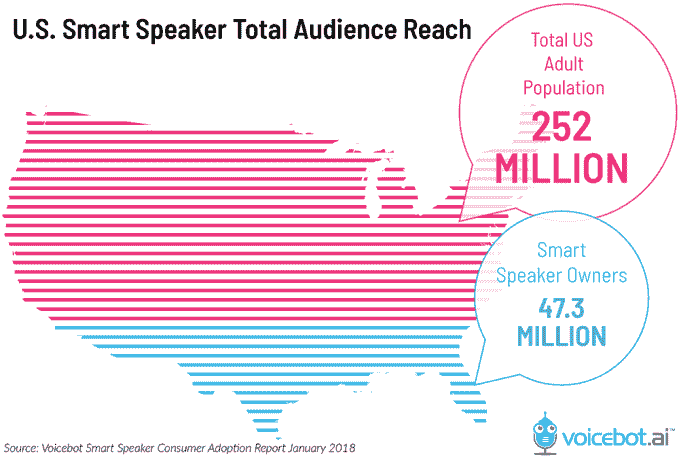 U.S. Smart Speaker Total Audience Reach
Total US
Adult
Population
252
MILLION
Smart
Speaker Owners
47.3
MILLION
Source: Voicebot Smart Speaker Consumer Adoption Report January 2018
voicebot.ai™